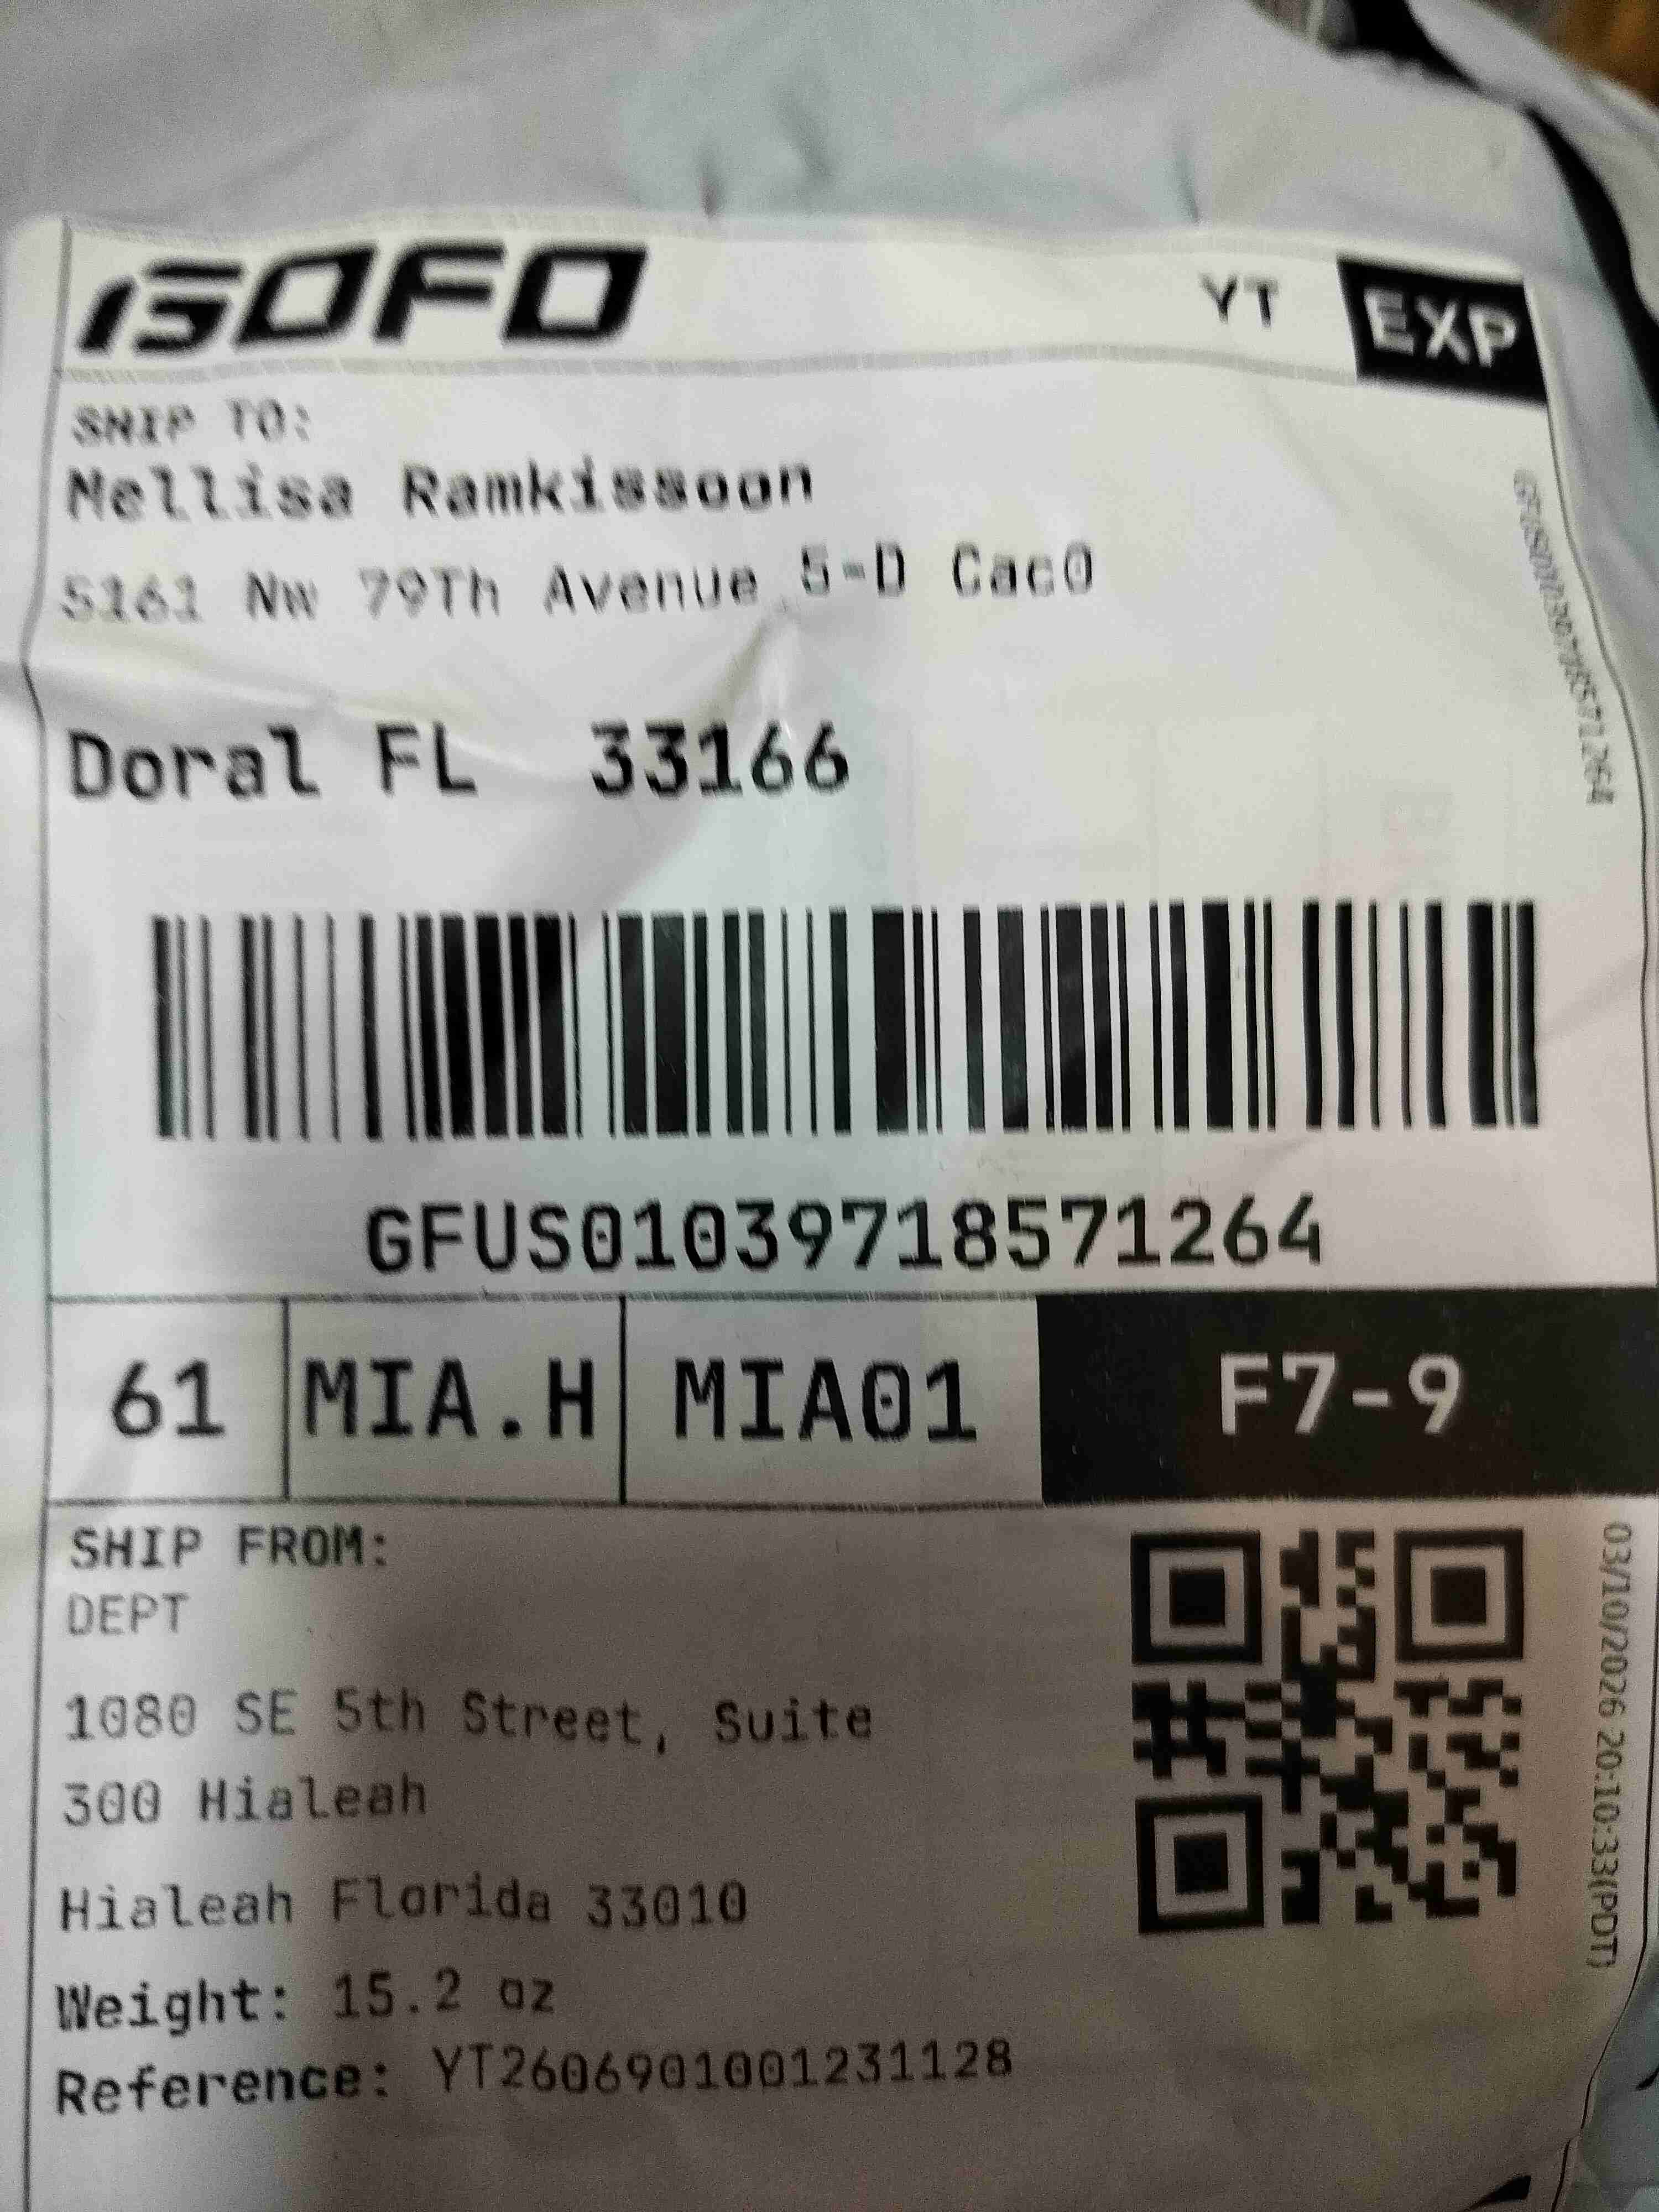 GOFO
YT
EXP
SHIP TO:
Mellisa Ramkissoon
5161 Nw 79Th Avenue 5-D Cac0
Doral FL 33166
GFUS01039718571264
GFUS01039718571264
61
MIA.H
MIA01
F7-9
SHIP FROM:
DEPT
1080 SE 5th Street, Suite
300 Hialeah
Hialeah Florida 33010
Weight: 15.2 oz
Reference: YT2606901001231128
03/10/2026 20:10:33(PDT)